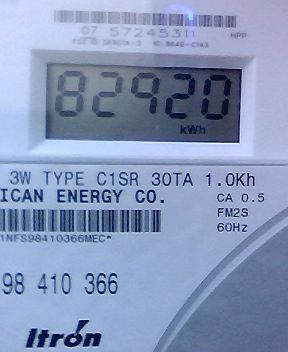 07 57245311 HPP
82920
kWh
3W TYPE C1SR 30TA 1.0Kh
ICAN ENERGY CO.
CA 0.5
FM2S
60Hz
1NFS98410366MEC*
98 410 366
Itron